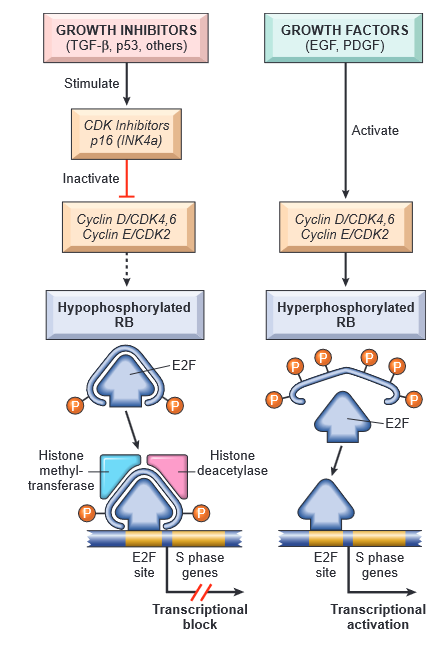 GROWTH INHIBITORS
(TGF-β, p53, others)
Stimulate
CDK Inhibitors
p16 (INK4a)
Inactivate
Cyclin D/CDK4,6
Cyclin E/CDK2
Hypophosphorylated
RB
E2F
P
P
Histone
methyl-
transferase
Histone
deacetylase
P
P
E2F
site
S phase
genes
Transcriptional
block
GROWTH FACTORS
(EGF, PDGF)
Activate
Cyclin D/CDK4,6
Cyclin E/CDK2
Hyperphosphorylated
RB
P
P
P
P
P
P
E2F
E2F
site
S phase
genes
Transcriptional
activation